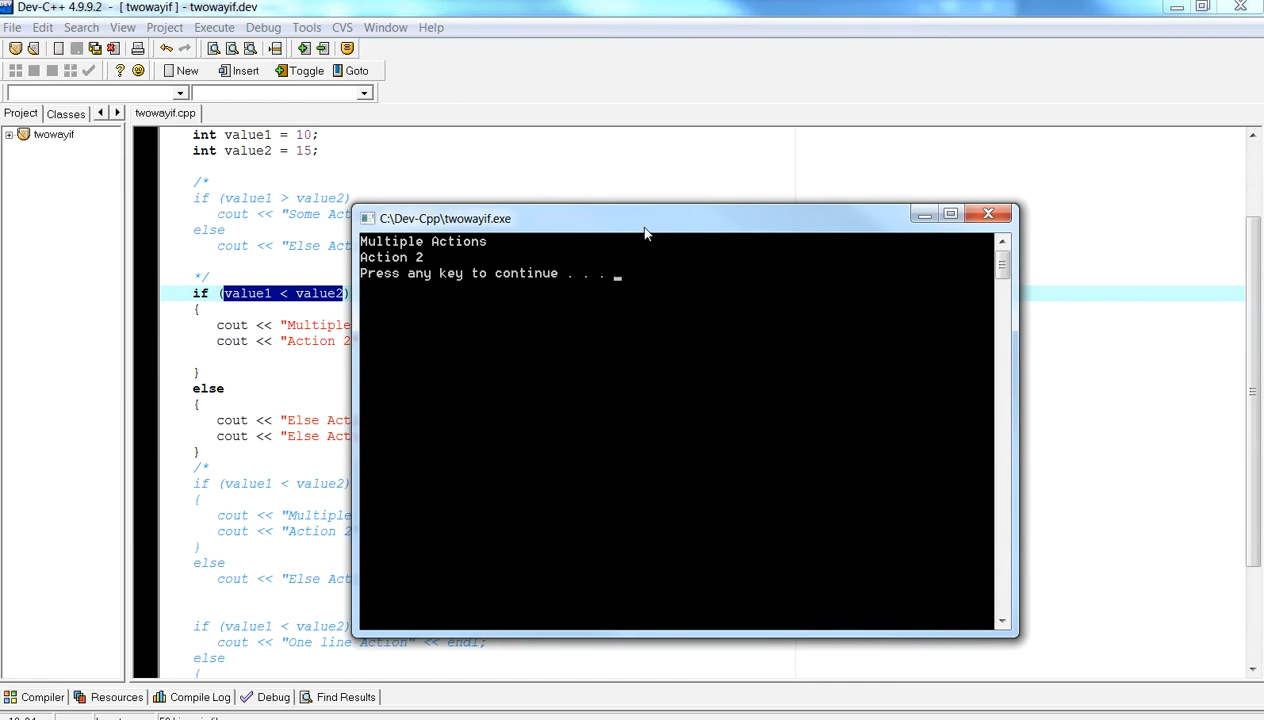 Dev-C++ 4.9.9.2 - [ twowayif ] - twowayif.dev
File Edit Search View Project Execute Debug Tools CVS Window Help
New Insert Toggle Goto
Project Classes twowayif.cpp
twowayif
int value1 = 10;
int value2 = 15;
/*
if (value1 > value2)
cout << "Some Ac
else
cout << "Else Act
*/
if (value1 < value2)
{
cout << "Multiple
cout << "Action 2"
}
else
{
cout << "Else Act
cout << "Else Act
}
/*
if (value1 < value2)
{
cout << "Multiple
cout << "Action 2"
}
else
cout << "Else Act
if (value1 < value2)
cout << "One line Action" << endl;
else
{
C:\Dev-Cpp\twowayif.exe
Multiple Actions
Action 2
Press any key to continue . . . _
Compiler Resources Compile Log Debug Find Results